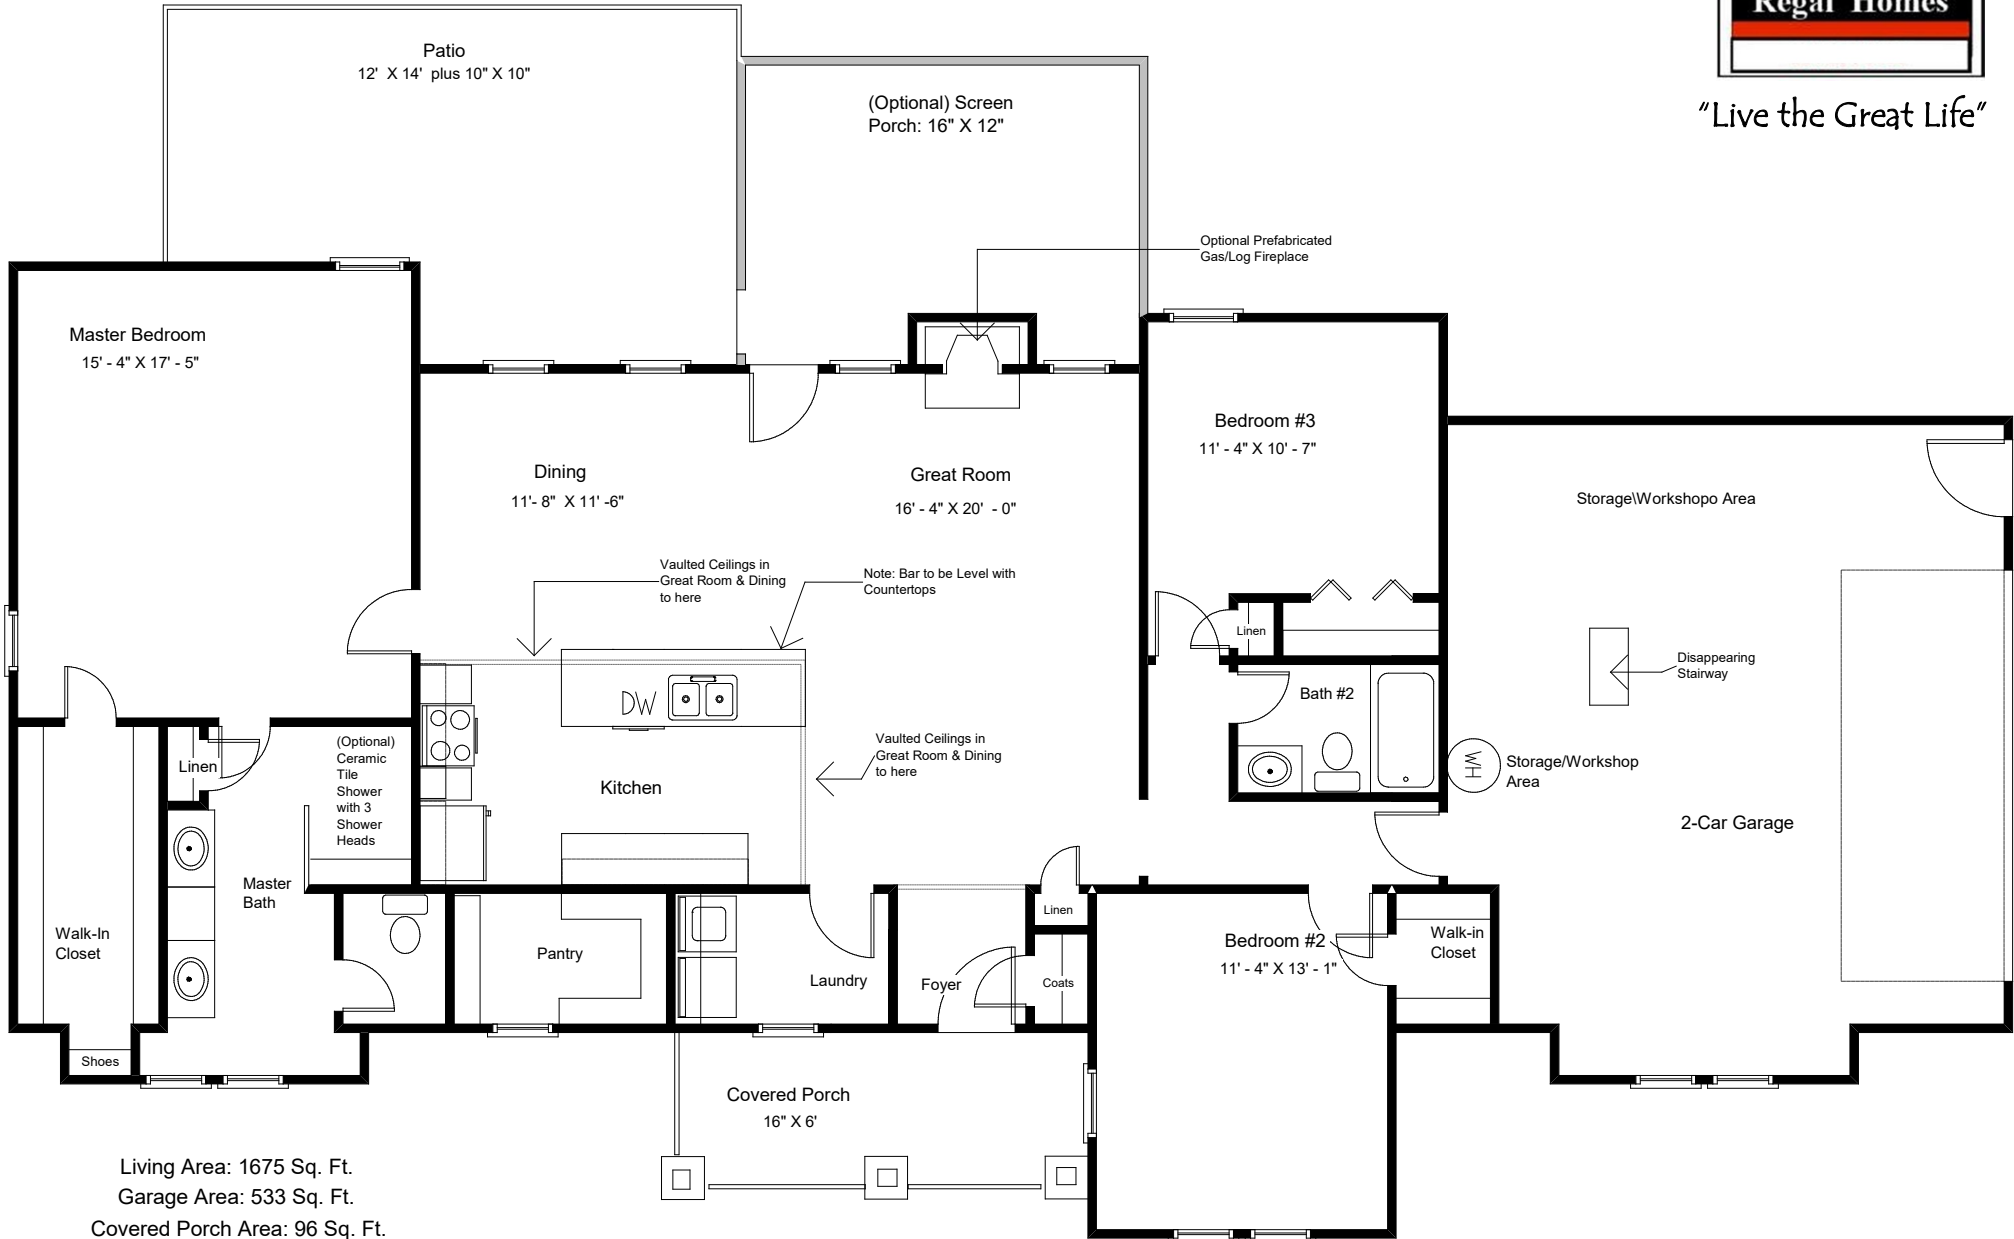 Regal Homes
"Live the Great Life"
Patio
12' X 14' plus 10" X 10"
(Optional) Screen
Porch: 16" X 12"
Optional Prefabricated
Gas/Log Fireplace
Master Bedroom
15' - 4" X 17' - 5"
Bedroom #3
11' - 4" X 10' - 7"
Dining
11'- 8" X 11' -6"
Great Room
16' - 4" X 20' - 0"
Storage\Workshopo Area
Vaulted Ceilings in
Great Room & Dining
to here
Note: Bar to be Level with
Countertops
Linen
Disappearing
Stairway
Bath #2
DW
(Optional)
Ceramic
Tile
Shower
with 3
Shower
Heads
Linen
Vaulted Ceilings in
Great Room & Dining
to here
WH
Storage/Workshop
Area
Kitchen
2-Car Garage
Master
Bath
Walk-In
Closet
Pantry
Laundry
Foyer
Linen
Coats
Bedroom #2
11' - 4" X 13' - 1"
Walk-in
Closet
Shoes
Covered Porch
16" X 6'
Living Area: 1675 Sq. Ft.
Garage Area: 533 Sq. Ft.
Covered Porch Area: 96 Sq. Ft.